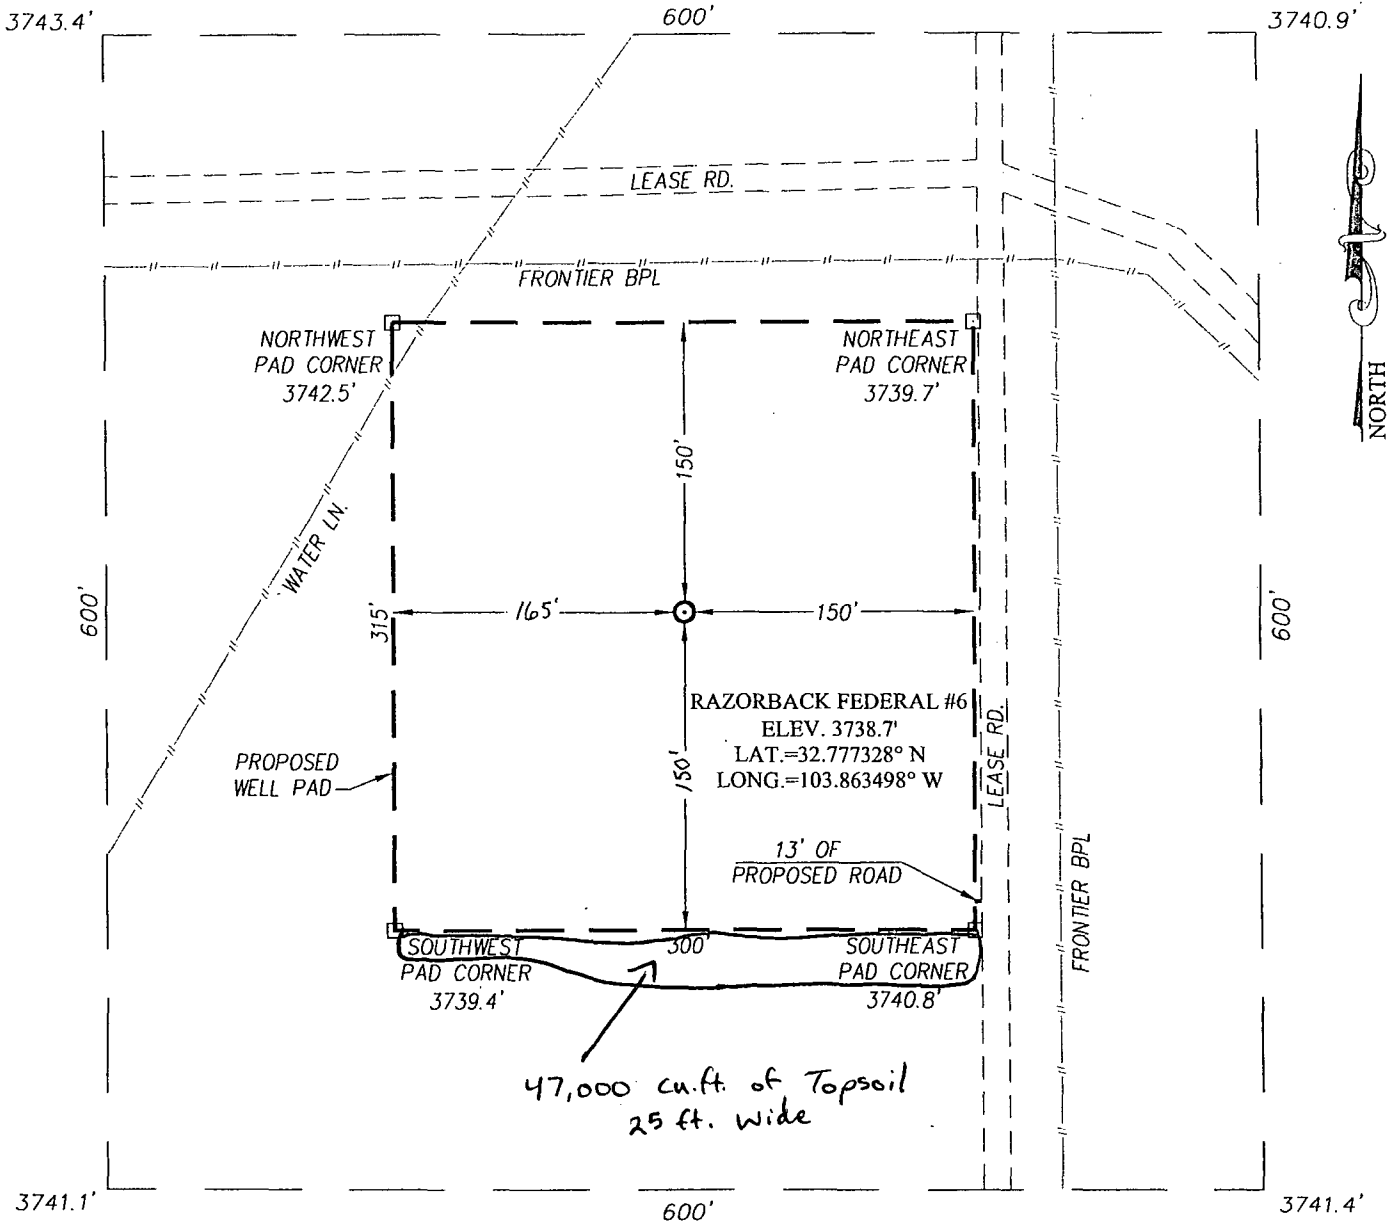 3743.4'
600'
3740.9'
LEASE RD.
FRONTIER BPL
NORTHWEST
PAD CORNER
3742.5'
NORTHEAST
PAD CORNER
3739.7'
NORTH
150'
WATER LN.
600'
315'
165'
150'
600'
RAZORBACK FEDERAL #6
ELEV. 3738.7'
LAT.=32.777328° N
LONG.=103.863498° W
150'
LEASE RD.
PROPOSED
WELL PAD
13' OF
PROPOSED ROAD
FRONTIER BPL
SOUTHWEST
PAD CORNER
3739.4'
300'
SOUTHEAST
PAD CORNER
3740.8'
47,000 cu.ft. of Topsoil
25 ft. wide
3741.1'
600'
3741.4'